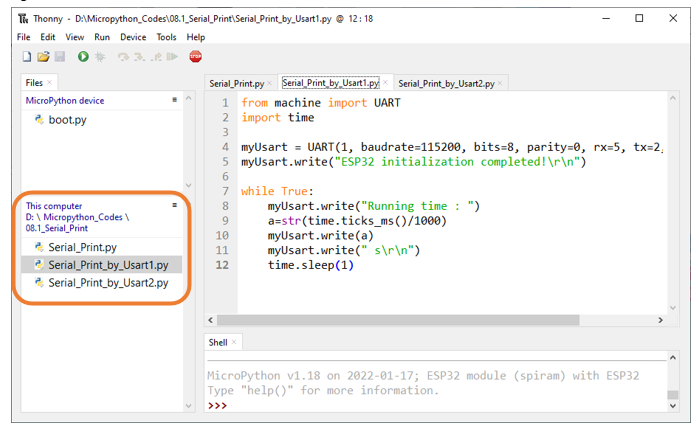 Thonny - D:\Micropython_Codes\08.1_Serial_Print\Serial_Print_by_Usart1.py @ 12:18
File Edit View Run Device Tools Help
STOP
Files
MicroPython device
boot.py
This computer
D: \ Micropython_Codes \
08.1_Serial_Print
Serial_Print.py
Serial_Print_by_Usart1.py
Serial_Print_by_Usart2.py
Serial_Print.py Serial_Print_by_Usart1.py Serial_Print_by_Usart2.py
1 from machine import UART
2 import time
3
4 myUsart = UART(1, baudrate=115200, bits=8, parity=0, rx=5, tx=2,
5 myUsart.write("ESP32 initialization completed!\r\n")
6
7 while True:
8     myUsart.write("Running time : ")
9     a=str(time.ticks_ms()/1000)
10     myUsart.write(a)
11     myUsart.write(" s\r\n")
12     time.sleep(1)
Shell
MicroPython v1.18 on 2022-01-17; ESP32 module (spiram) with ESP32
Type "help()" for more information.
>>>